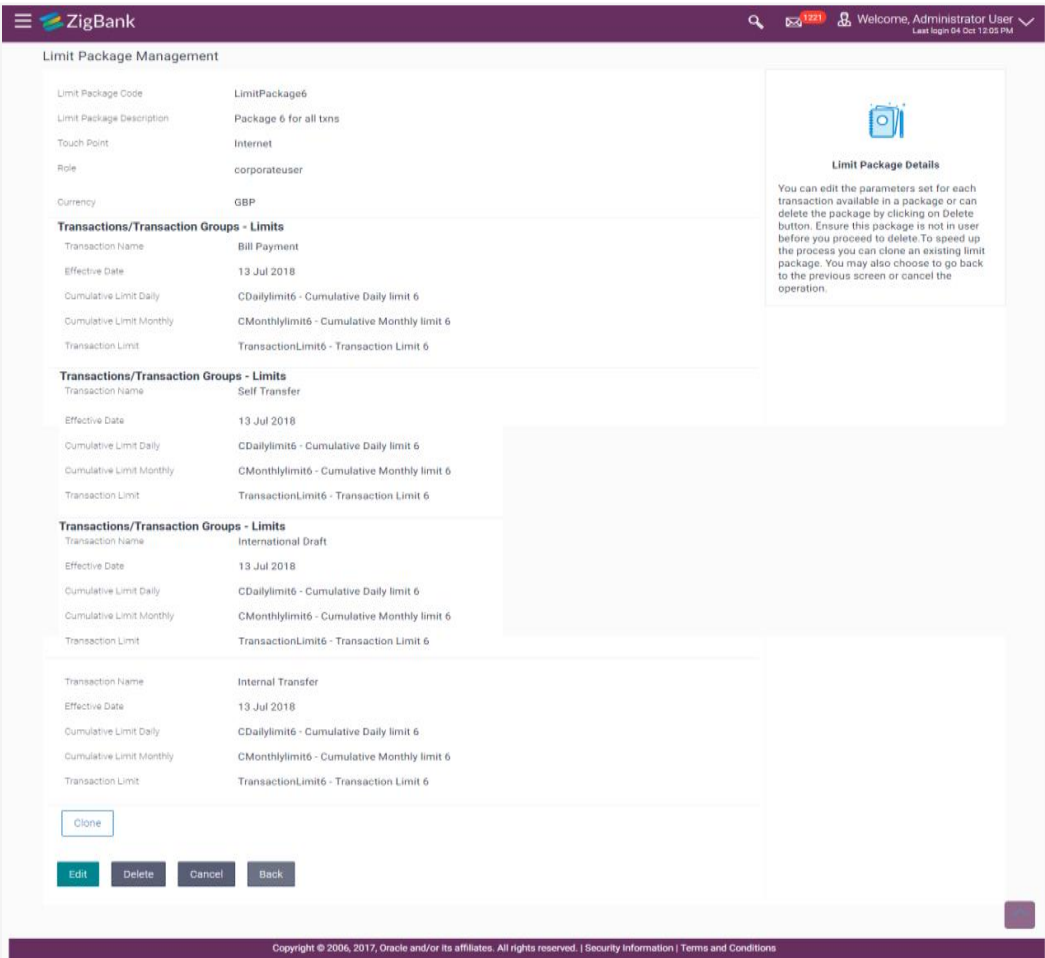 ZigBank
1221
Welcome, Administrator User
Last login 04 Oct 12:05 PM
Limit Package Management
Limit Package Code LimitPackage6
Limit Package Description Package 6 for all txns
Touch Point Internet
Role corporateuser
Currency GBP
Transactions/Transaction Groups - Limits
Transaction Name Bill Payment
Effective Date 13 Jul 2018
Cumulative Limit Daily CDailylimit6 - Cumulative Daily limit 6
Cumulative Limit Monthly CMonthlylimit6 - Cumulative Monthly limit 6
Transaction Limit TransactionLimit6 - Transaction Limit 6
Transactions/Transaction Groups - Limits
Transaction Name Self Transfer
Effective Date 13 Jul 2018
Cumulative Limit Daily CDailylimit6 - Cumulative Daily limit 6
Cumulative Limit Monthly CMonthlylimit6 - Cumulative Monthly limit 6
Transaction Limit TransactionLimit6 - Transaction Limit 6
Transactions/Transaction Groups - Limits
Transaction Name International Draft
Effective Date 13 Jul 2018
Cumulative Limit Daily CDailylimit6 - Cumulative Daily limit 6
Cumulative Limit Monthly CMonthlylimit6 - Cumulative Monthly limit 6
Transaction Limit TransactionLimit6 - Transaction Limit 6
Transaction Name Internal Transfer
Effective Date 13 Jul 2018
Cumulative Limit Daily CDailylimit6 - Cumulative Daily limit 6
Cumulative Limit Monthly CMonthlylimit6 - Cumulative Monthly limit 6
Transaction Limit TransactionLimit6 - Transaction Limit 6
Clone
Edit Delete Cancel Back
Limit Package Details
You can edit the parameters set for each
transaction available in a package or can
delete the package by clicking on Delete
button. Ensure this package is not in user
before you proceed to delete.To speed up
the process you can clone an existing limit
package. You may also choose to go back
to the previous screen or cancel the
operation.
Copyright © 2006, 2017, Oracle and/or its affiliates. All rights reserved. | Security Information | Terms and Conditions